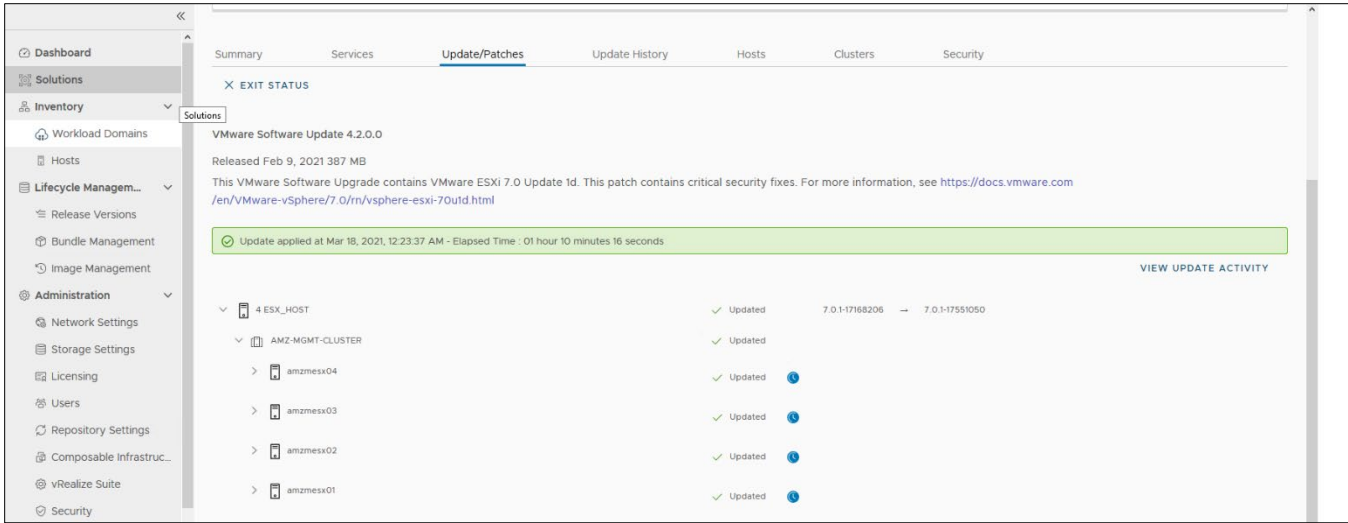 Dashboard
Solutions
Inventory
Solutions
Workload Domains
Hosts
Lifecycle Managem...
Release Versions
Bundle Management
Image Management
Administration
Network Settings
Storage Settings
Licensing
Users
Repository Settings
Composable Infrastruc...
vRealize Suite
Security
Summary Services Update/Patches Update History Hosts Clusters Security
EXIT STATUS
VMware Software Update 4.2.0.0
Released Feb 9, 2021 387 MB
This VMware Software Upgrade contains VMware ESXi 7.0 Update 1d. This patch contains critical security fixes. For more information, see https://docs.vmware.com
/en/VMware-vSphere/7.0/rn/vsphere-esxi-70u1d.html
Update applied at Mar 18, 2021, 12:23:37 AM - Elapsed Time : 01 hour 10 minutes 16 seconds
VIEW UPDATE ACTIVITY
4 ESX_HOST Updated 7.0.1-17168206 → 7.0.1-17551050
AMZ-MGMT-CLUSTER Updated
amzmesx04 Updated
amzmesx03 Updated
amzmesx02 Updated
amzmesx01 Updated